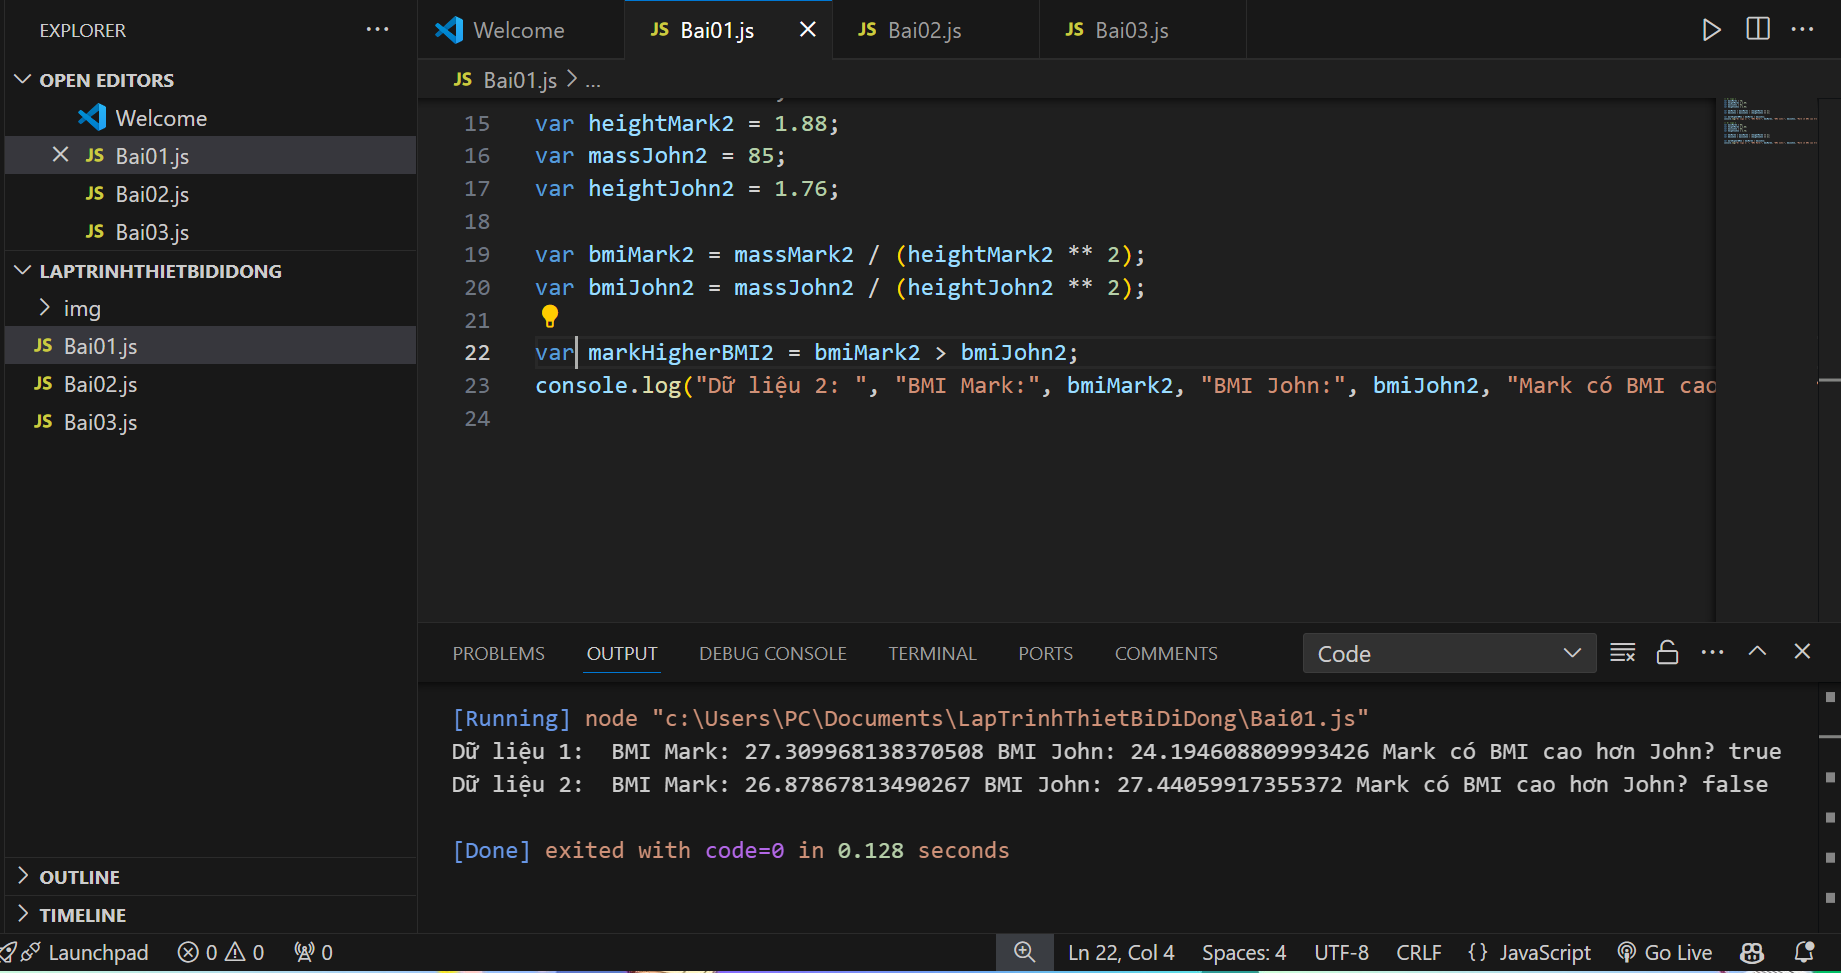 EXPLORER
OPEN EDITORS
Welcome
JS Bai01.js
JS Bai02.js
JS Bai03.js
LAPTRINHTHIETBIDIDONG
img
JS Bai01.js
JS Bai02.js
JS Bai03.js
OUTLINE
TIMELINE
Welcome JS Bai01.js JS Bai02.js JS Bai03.js
JS Bai01.js > ...
15 var heightMark2 = 1.88;
16 var massJohn2 = 85;
17 var heightJohn2 = 1.76;
18
19 var bmiMark2 = massMark2 / (heightMark2 ** 2);
20 var bmiJohn2 = massJohn2 / (heightJohn2 ** 2);
21
22 var markHigherBMI2 = bmiMark2 > bmiJohn2;
23 console.log("Dữ liệu 2: ", "BMI Mark:", bmiMark2, "BMI John:", bmiJohn2, "Mark có BMI cao
24
PROBLEMS OUTPUT DEBUG CONSOLE TERMINAL PORTS COMMENTS Code
[Running] node "c:\Users\PC\Documents\LapTrinhThietBiDiDong\Bai01.js"
Dữ liệu 1:  BMI Mark: 27.309968138370508 BMI John: 24.194608809993426 Mark có BMI cao hơn John? true
Dữ liệu 2:  BMI Mark: 26.87867813490267 BMI John: 27.44059917355372 Mark có BMI cao hơn John? false
[Done] exited with code=0 in 0.128 seconds
Launchpad 0 0 0 Ln 22, Col 4 Spaces: 4 UTF-8 CRLF {} JavaScript Go Live